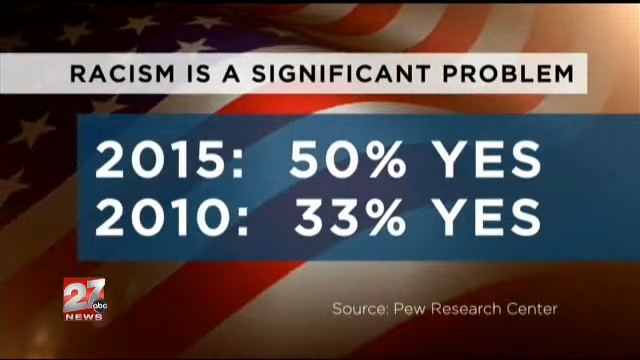 RACISM IS A SIGNIFICANT PROBLEM
2015: 50% YES
2010: 33% YES
27
abc
NEWS
Source: Pew Research Center